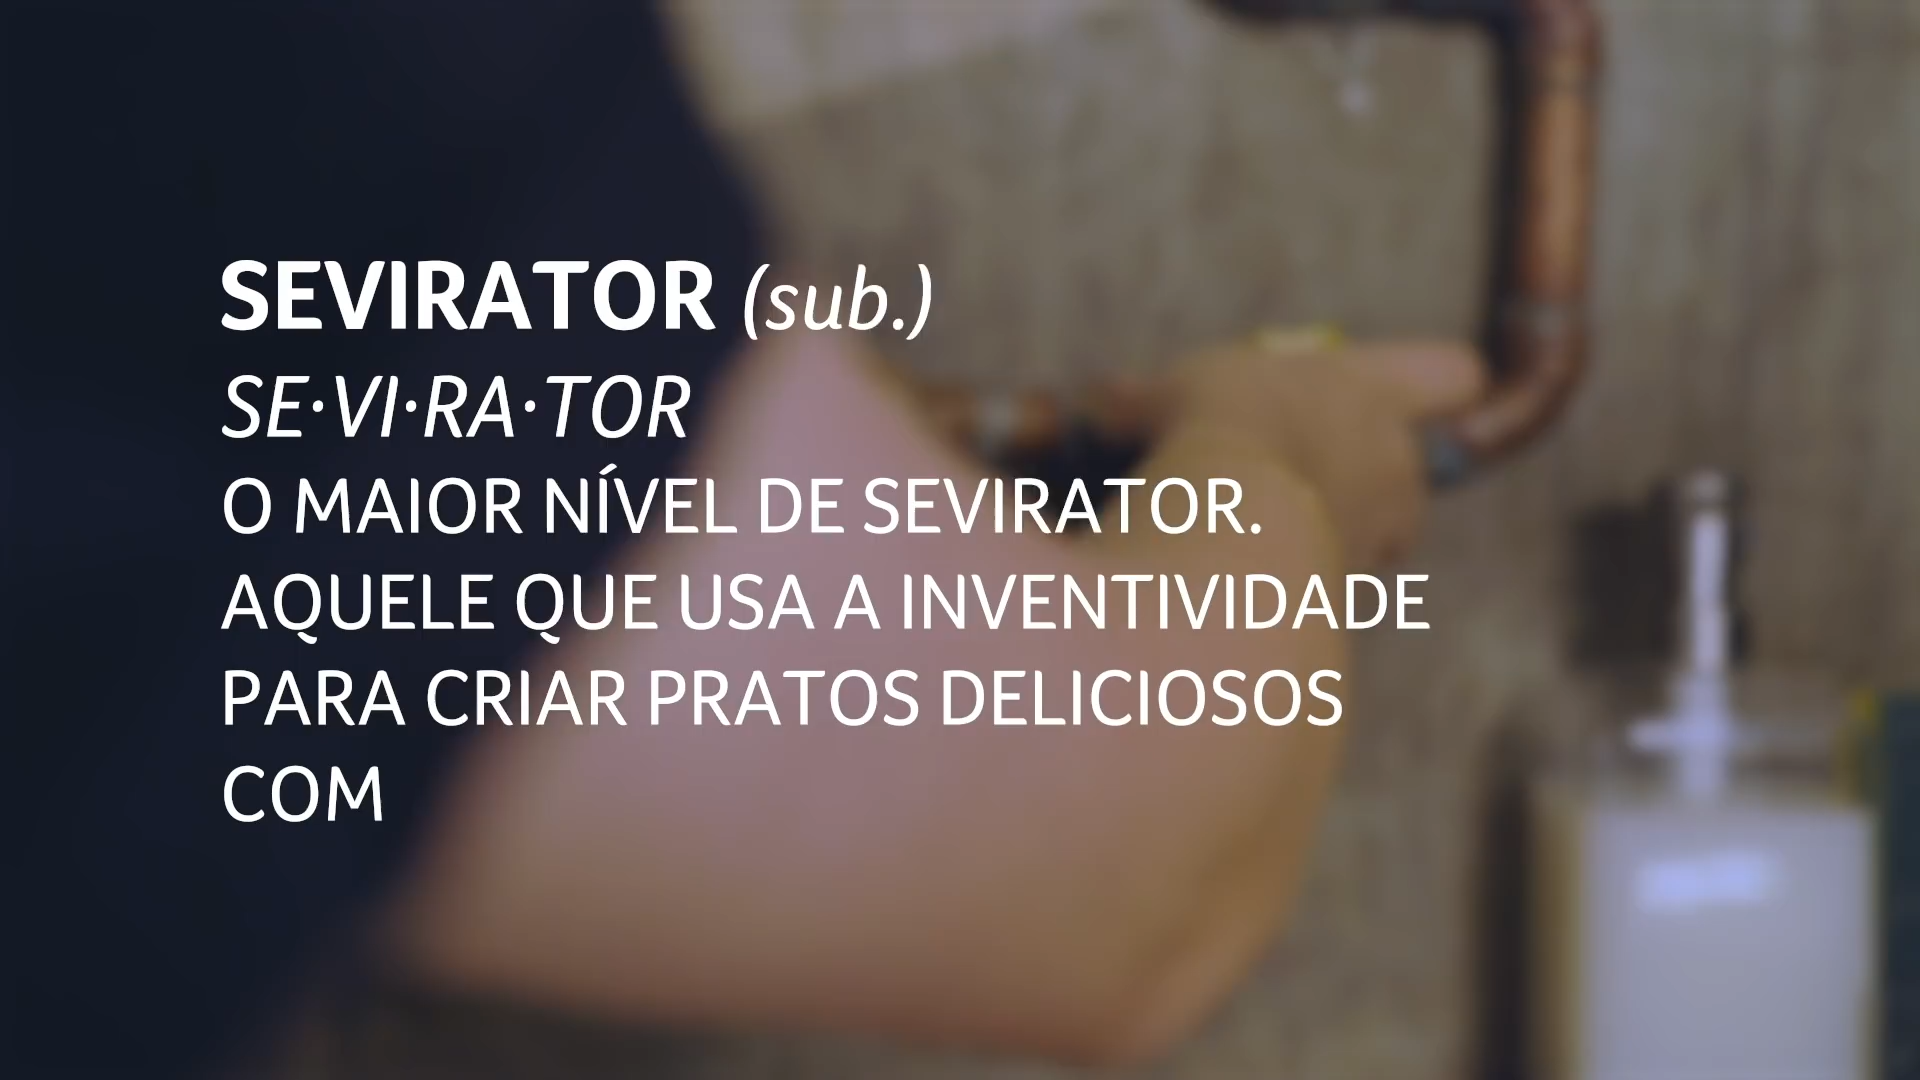 SEVIRATOR (sub.)
SE·VI·RA·TOR
O MAIOR NÍVEL DE SEVIRATOR.
AQUELE QUE USA A INVENTIVIDADE
PARA CRIAR PRATOS DELICIOSOS
COM